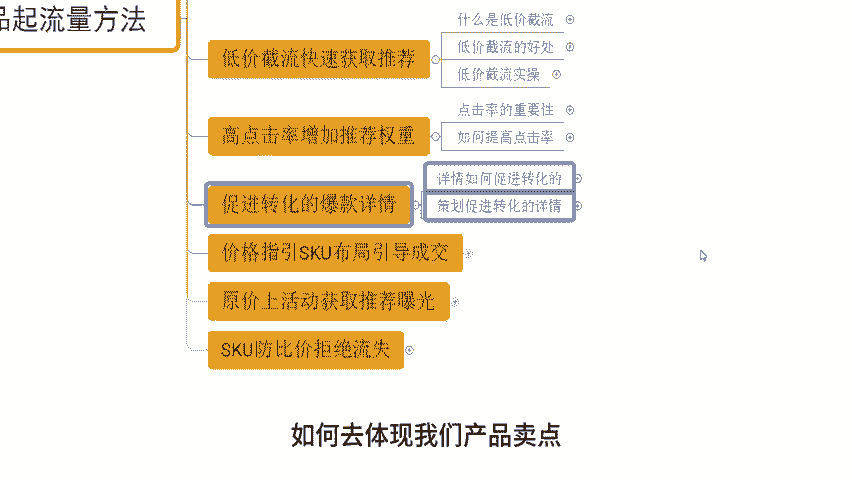 品起流量方法
什么是低价截流
低价截流快速获取推荐
低价截流的好处
低价截流实操
点击率的重要性
高点击率增加推荐权重
如何提高点击率
详情如何促进转化的
促进转化的爆款详情
策划促进转化的详情
价格指引SKU布局引导成交
原价上活动获取推荐曝光
SKU防比价拒绝流失
如何去体现我们产品卖点